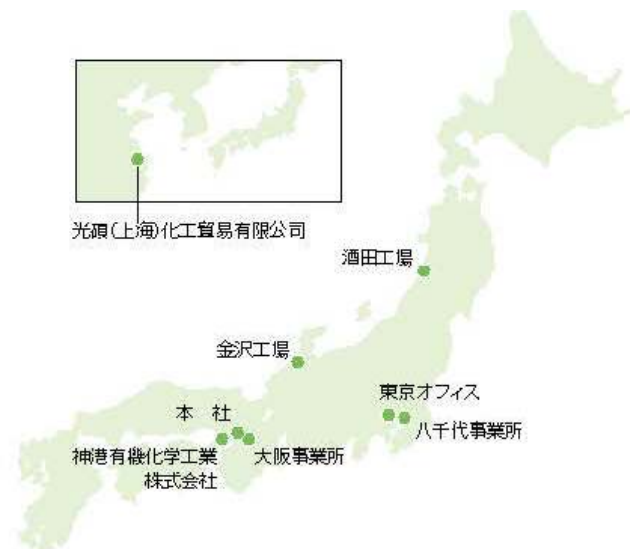 光碩(上海)化工貿易有限公司
酒田工場
金沢工場
東京オフィス
八千代事業所
本　社
神港有機化学工業
株式会社
大阪事業所